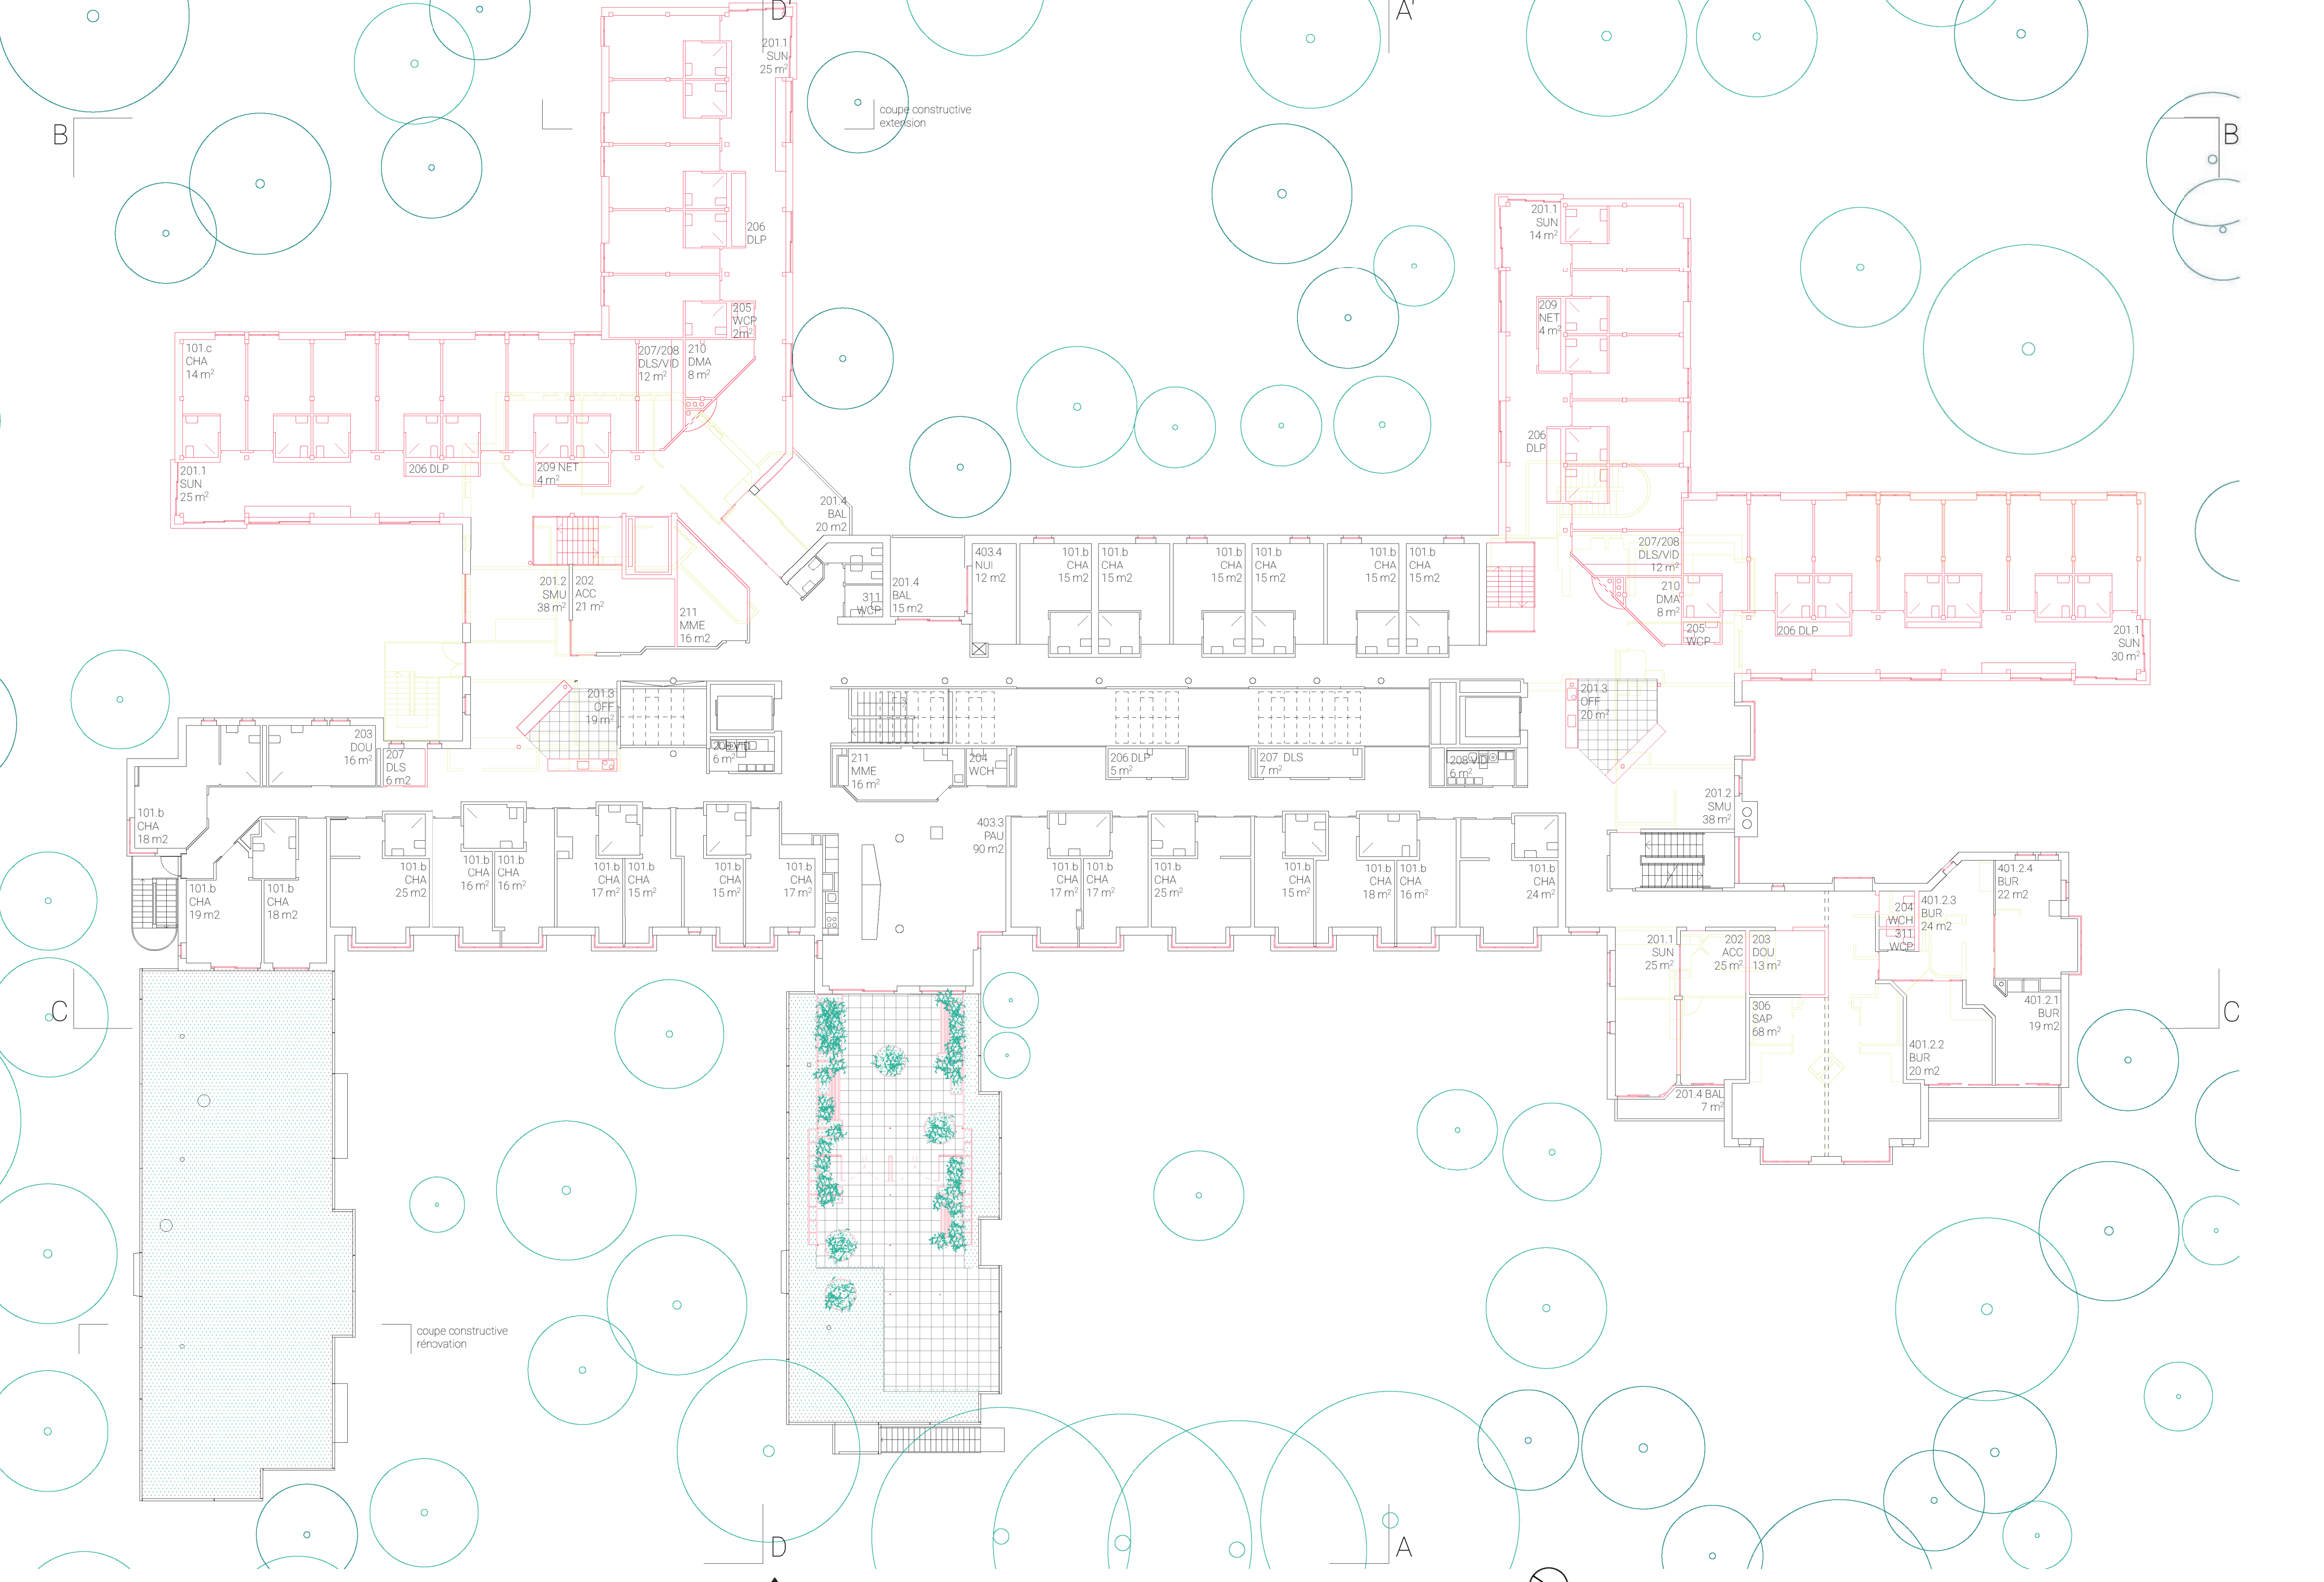 D'
A'
201.1
SUN
25 m²
coupe constructive
extension
B
B
201.1
SUN
14 m²
206
DLP
209
NET
4 m²
205
WCP
2m²
101.c
CHA
14 m²
207/208
DLS/VID
12 m²
210
DMA
8 m²
206
DLP
206 DLP
209 NET
4 m²
201.1
SUN
25 m²
201.4
BAL
20 m2
207/208
DLS/VID
12 m²
210
DMA
8 m²
205
WCP
206 DLP
201.1
SUN
30 m²
403.4
NUI
12 m2
101.b
CHA
15 m2
101.b
CHA
15 m2
101.b
CHA
15 m2
101.b
CHA
15 m2
101.b
CHA
15 m2
101.b
CHA
15 m2
201.2
SMU
38 m²
202
ACC
21 m²
211
MME
16 m2
311
WCP
201.4
BAL
15 m2
201.3
OFF
19 m²
201.3
OFF
20 m²
203
DOU
16 m²
207
DLS
6 m2
208 VID
6 m²
211
MME
16 m²
204
WCH
206 DLP
5 m²
207 DLS
7 m²
208 VID
6 m²
201.2
SMU
38 m²
101.b
CHA
18 m2
403.3
PAU
90 m2
101.b
CHA
19 m2
101.b
CHA
18 m2
101.b
CHA
25 m2
101.b
CHA
16 m²
101.b
CHA
16 m²
101.b
CHA
17 m²
101.b
CHA
15 m²
101.b
CHA
15 m²
101.b
CHA
17 m²
101.b
CHA
17 m²
101.b
CHA
17 m²
101.b
CHA
25 m²
101.b
CHA
15 m²
101.b
CHA
18 m²
101.b
CHA
16 m²
101.b
CHA
24 m²
401.2.4
BUR
22 m2
401.2.3
BUR
24 m2
204
WCH
311
WCP
201.1
SUN
25 m²
202
ACC
25 m²
203
DOU
13 m²
306
SAP
68 m²
401.2.1
BUR
19 m2
401.2.2
BUR
20 m2
201.4 BAL
7 m²
C
C
coupe constructive
rénovation
D
A